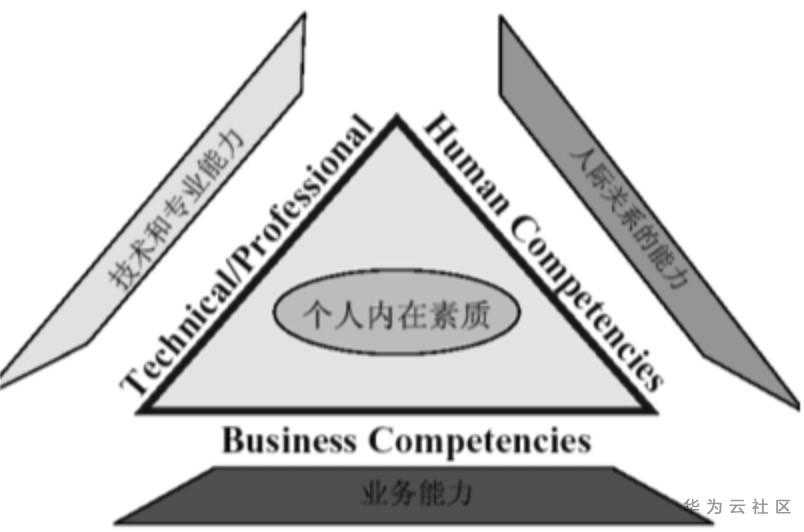 技术和专业能力
Technical/Professional
Human Competencies
人际关系的能力
个人内在素质
Business Competencies
业务能力
华为云社区